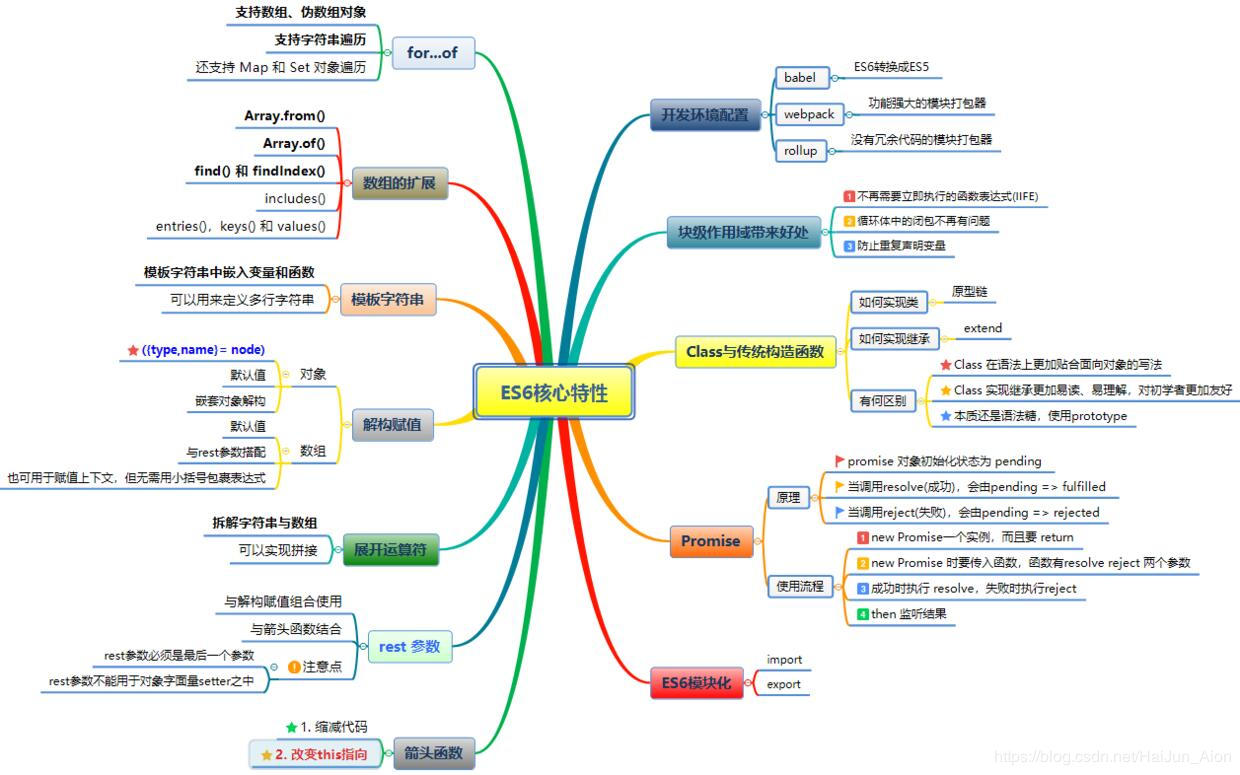 ES6核心特性
for...of
支持数组、伪数组对象
支持字符串遍历
还支持 Map 和 Set 对象遍历
数组的扩展
Array.from()
Array.of()
find() 和 findIndex()
includes()
entries()，keys() 和 values()
模板字符串
模板字符串中嵌入变量和函数
可以用来定义多行字符串
解构赋值
对象
({type,name}= node)
默认值
嵌套对象解构
数组
默认值
与rest参数搭配
也可用于赋值上下文，但无需用小括号包裹表达式
展开运算符
拆解字符串与数组
可以实现拼接
rest 参数
与解构赋值组合使用
与箭头函数结合
注意点
rest参数必须是最后一个参数
rest参数不能用于对象字面量setter之中
箭头函数
1. 缩减代码
2. 改变this指向
开发环境配置
babel
ES6转换成ES5
webpack
功能强大的模块打包器
rollup
没有冗余代码的模块打包器
块级作用域带来好处
1 不再需要立即执行的函数表达式(IIFE)
2 循环体中的闭包不再有问题
3 防止重复声明变量
Class与传统构造函数
如何实现类
原型链
如何实现继承
extend
有何区别
Class 在语法上更加贴合面向对象的写法
Class 实现继承更加易读、易理解，对初学者更加友好
本质还是语法糖，使用prototype
Promise
原理
promise 对象初始化状态为 pending
当调用resolve(成功)，会由pending => fulfilled
当调用reject(失败)，会由pending => rejected
使用流程
1 new Promise一个实例，而且要 return
2 new Promise 时要传入函数，函数有resolve reject 两个参数
3 成功时执行 resolve，失败时执行reject
4 then 监听结果
ES6模块化
import
export
https://blog.csdn.net/HaiJun_Aion